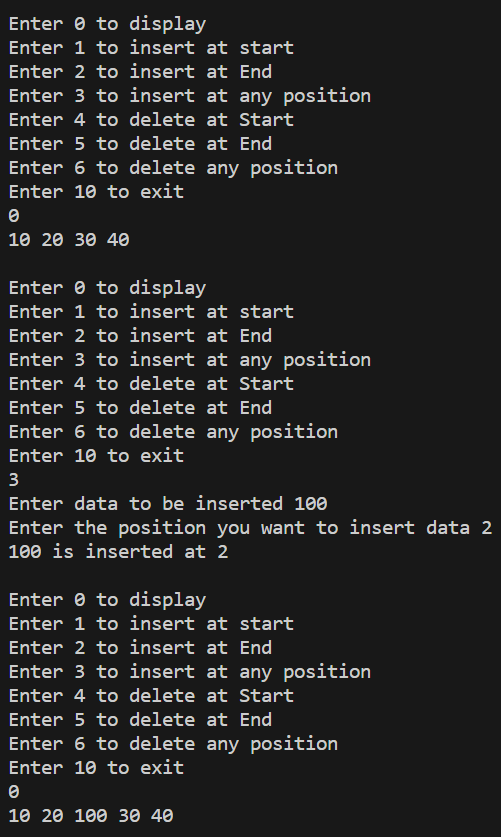 Enter 0 to display
Enter 1 to insert at start
Enter 2 to insert at End
Enter 3 to insert at any position
Enter 4 to delete at Start
Enter 5 to delete at End
Enter 6 to delete any position
Enter 10 to exit
0
10 20 30 40

Enter 0 to display
Enter 1 to insert at start
Enter 2 to insert at End
Enter 3 to insert at any position
Enter 4 to delete at Start
Enter 5 to delete at End
Enter 6 to delete any position
Enter 10 to exit
3
Enter data to be inserted 100
Enter the position you want to insert data 2
100 is inserted at 2

Enter 0 to display
Enter 1 to insert at start
Enter 2 to insert at End
Enter 3 to insert at any position
Enter 4 to delete at Start
Enter 5 to delete at End
Enter 6 to delete any position
Enter 10 to exit
0
10 20 100 30 40